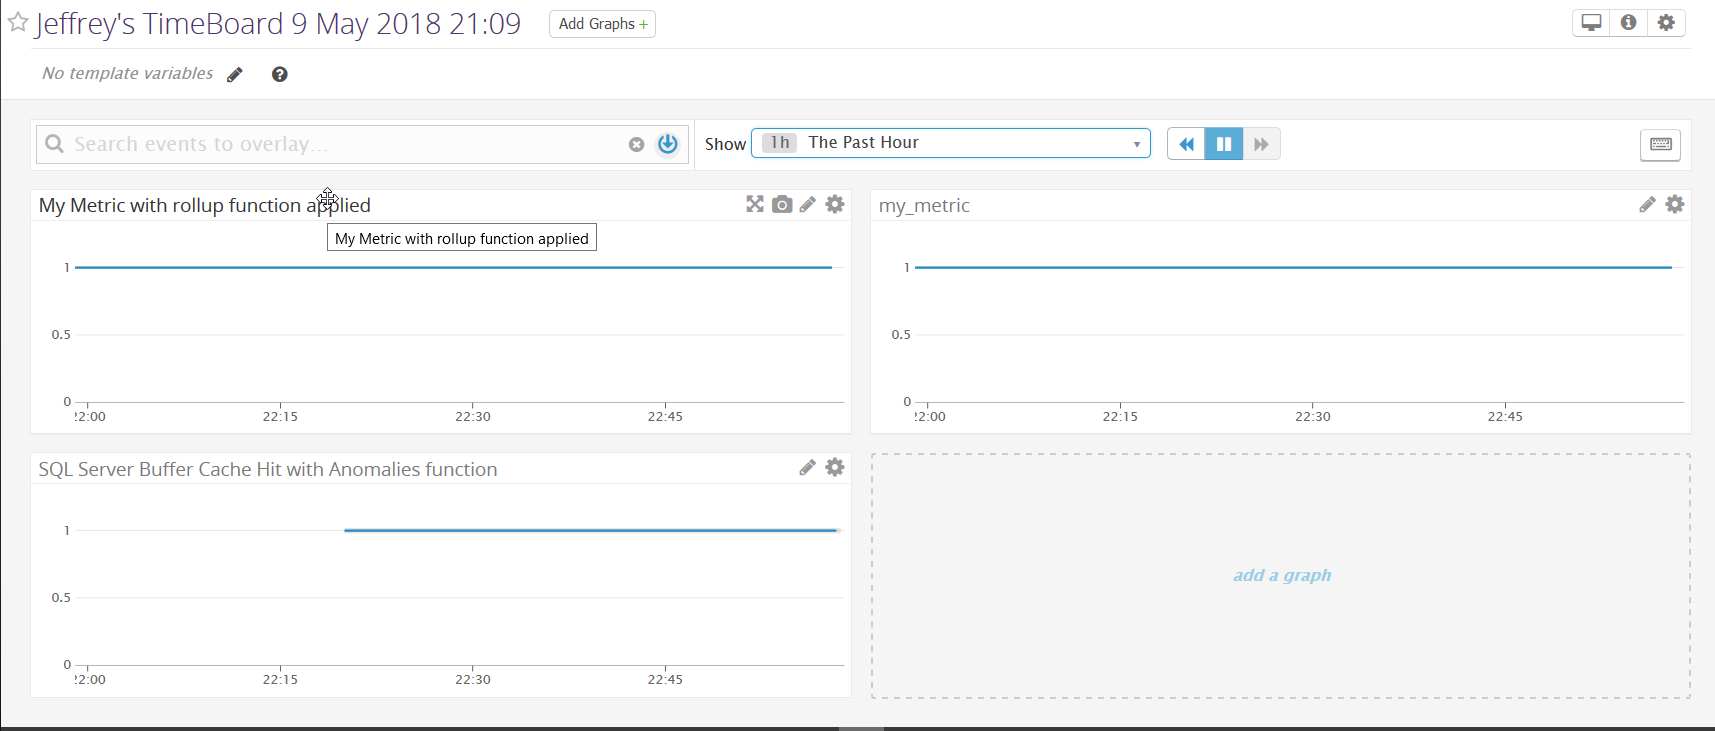 Jeffrey's TimeBoard 9 May 2018 21:09
Add Graphs +
No template variables
Search events to overlay...
Show
1h The Past Hour
My Metric with rollup function applied
My Metric with rollup function applied
1
0.5
0
22:00 22:15 22:30 22:45
my_metric
1
0.5
0
22:00 22:15 22:30 22:45
SQL Server Buffer Cache Hit with Anomalies function
1
0.5
0
22:00 22:15 22:30 22:45
add a graph